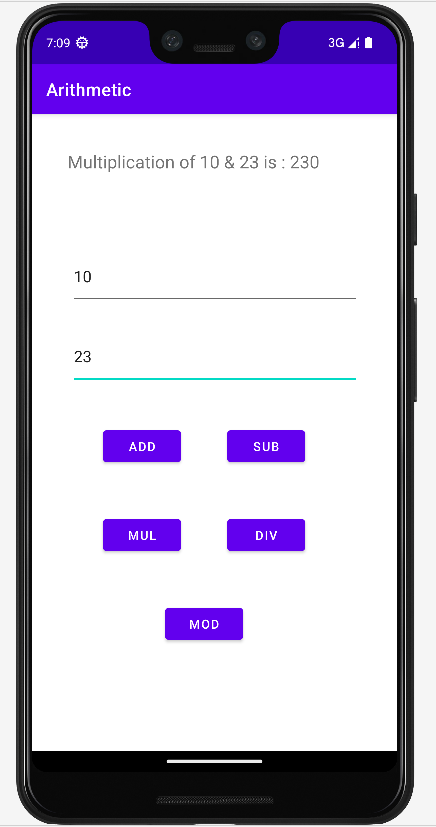 7:09 3G
Arithmetic
Multiplication of 10 & 23 is : 230
10
23
ADD SUB
MUL DIV
MOD